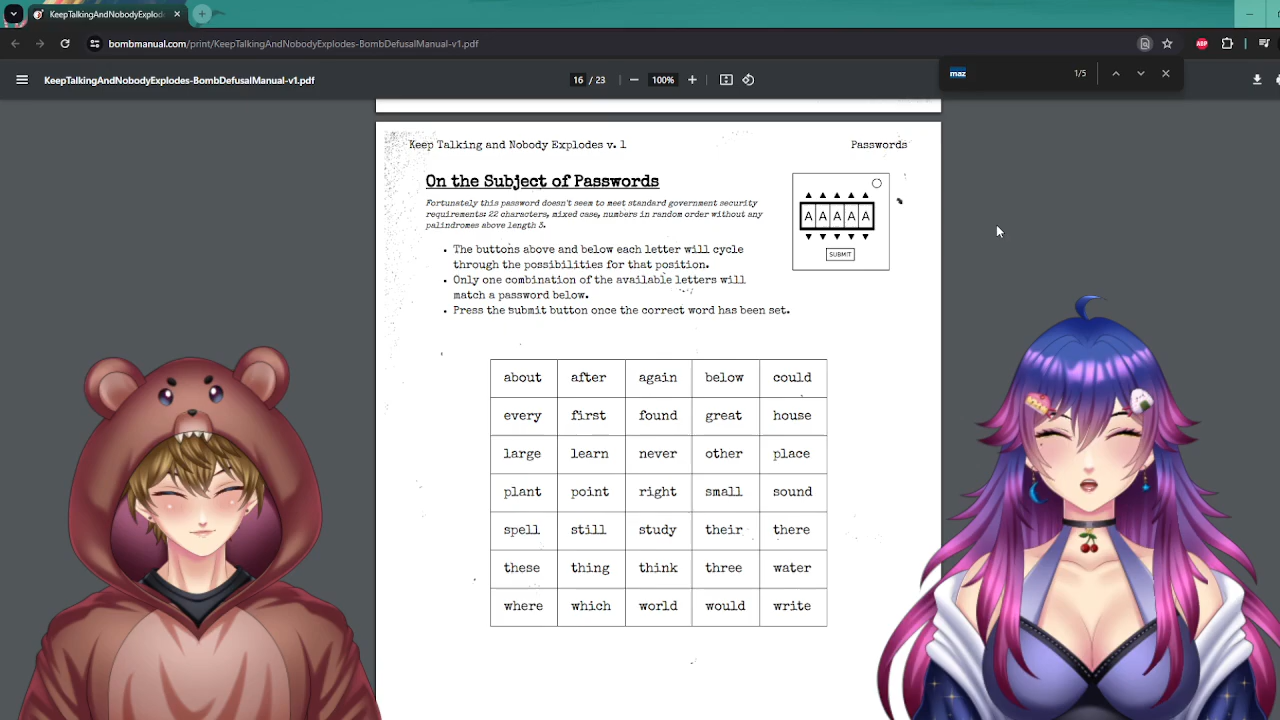 KeepTalkingAndNobodyExplodes-
bombmanual.com/print/KeepTalkingAndNobodyExplodes-BombDefusalManual-v1.pdf
ABP
KeepTalkingAndNobodyExplodes-BombDefusalManual-v1.pdf
16 / 23
100%
maz
1/5
Keep Talking and Nobody Explodes v. 1
Passwords
On the Subject of Passwords
Fortunately this password doesn't seem to meet standard government security
requirements: 22 characters, mixed case, numbers in random order without any
palindromes above length 3.
A A A A A
SUBMIT
• The buttons above and below each letter will cycle
through the possibilities for that position.
• Only one combination of the available letters will
match a password below.
• Press the submit button once the correct word has been set.
about after again below could
every first found great house
large learn never other place
plant point right small sound
spell still study their there
these thing think three water
where which world would write